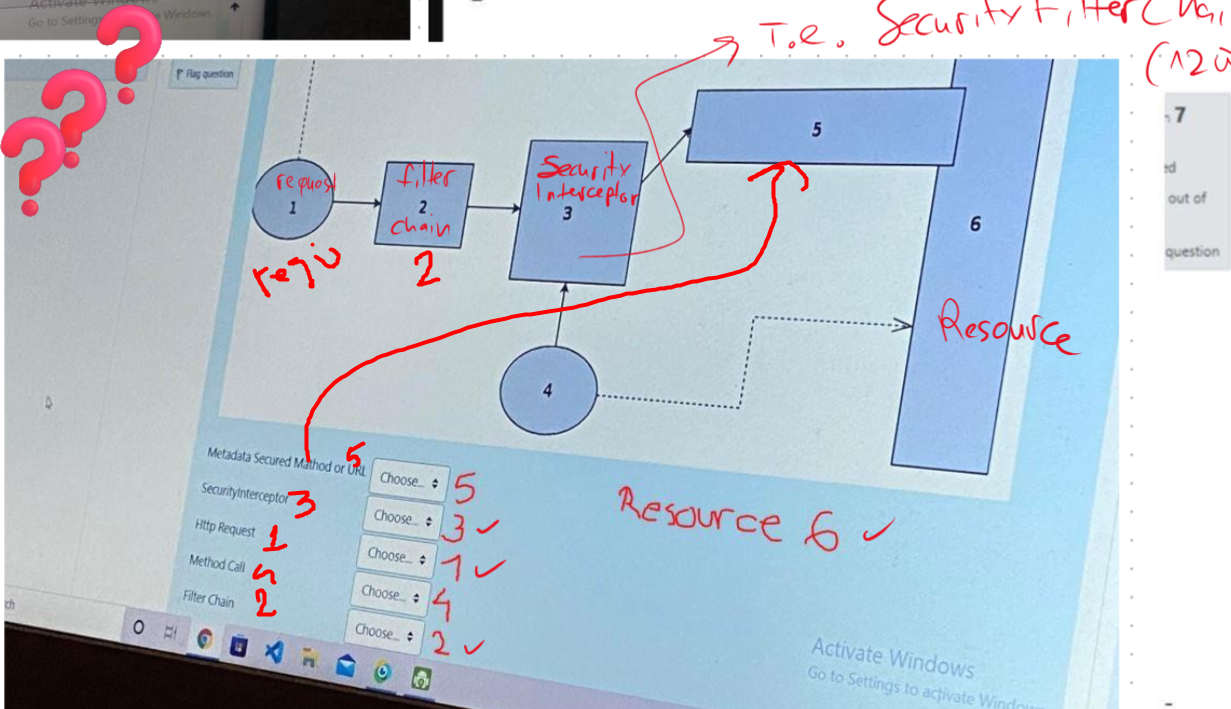 Activate Windows
Go to Settings to activate Windows.
T.e. SecurityFilterChai
(120
Flag question
7
ed
out of
question
5
request
1
filter
2.
chain
Security
Interceptor
3
6
2
Resource
4
Metadata Secured Mathod or URL 5 Choose... 5
SecurityInterceptor 3 Choose... 3 ✓
Resource 6 ✓
Http Request 1 Choose... 1 ✓
Method Call 4 Choose... 4
Filter Chain 2 Choose... 2 ✓
Activate Windows
Go to Settings to activate Windows